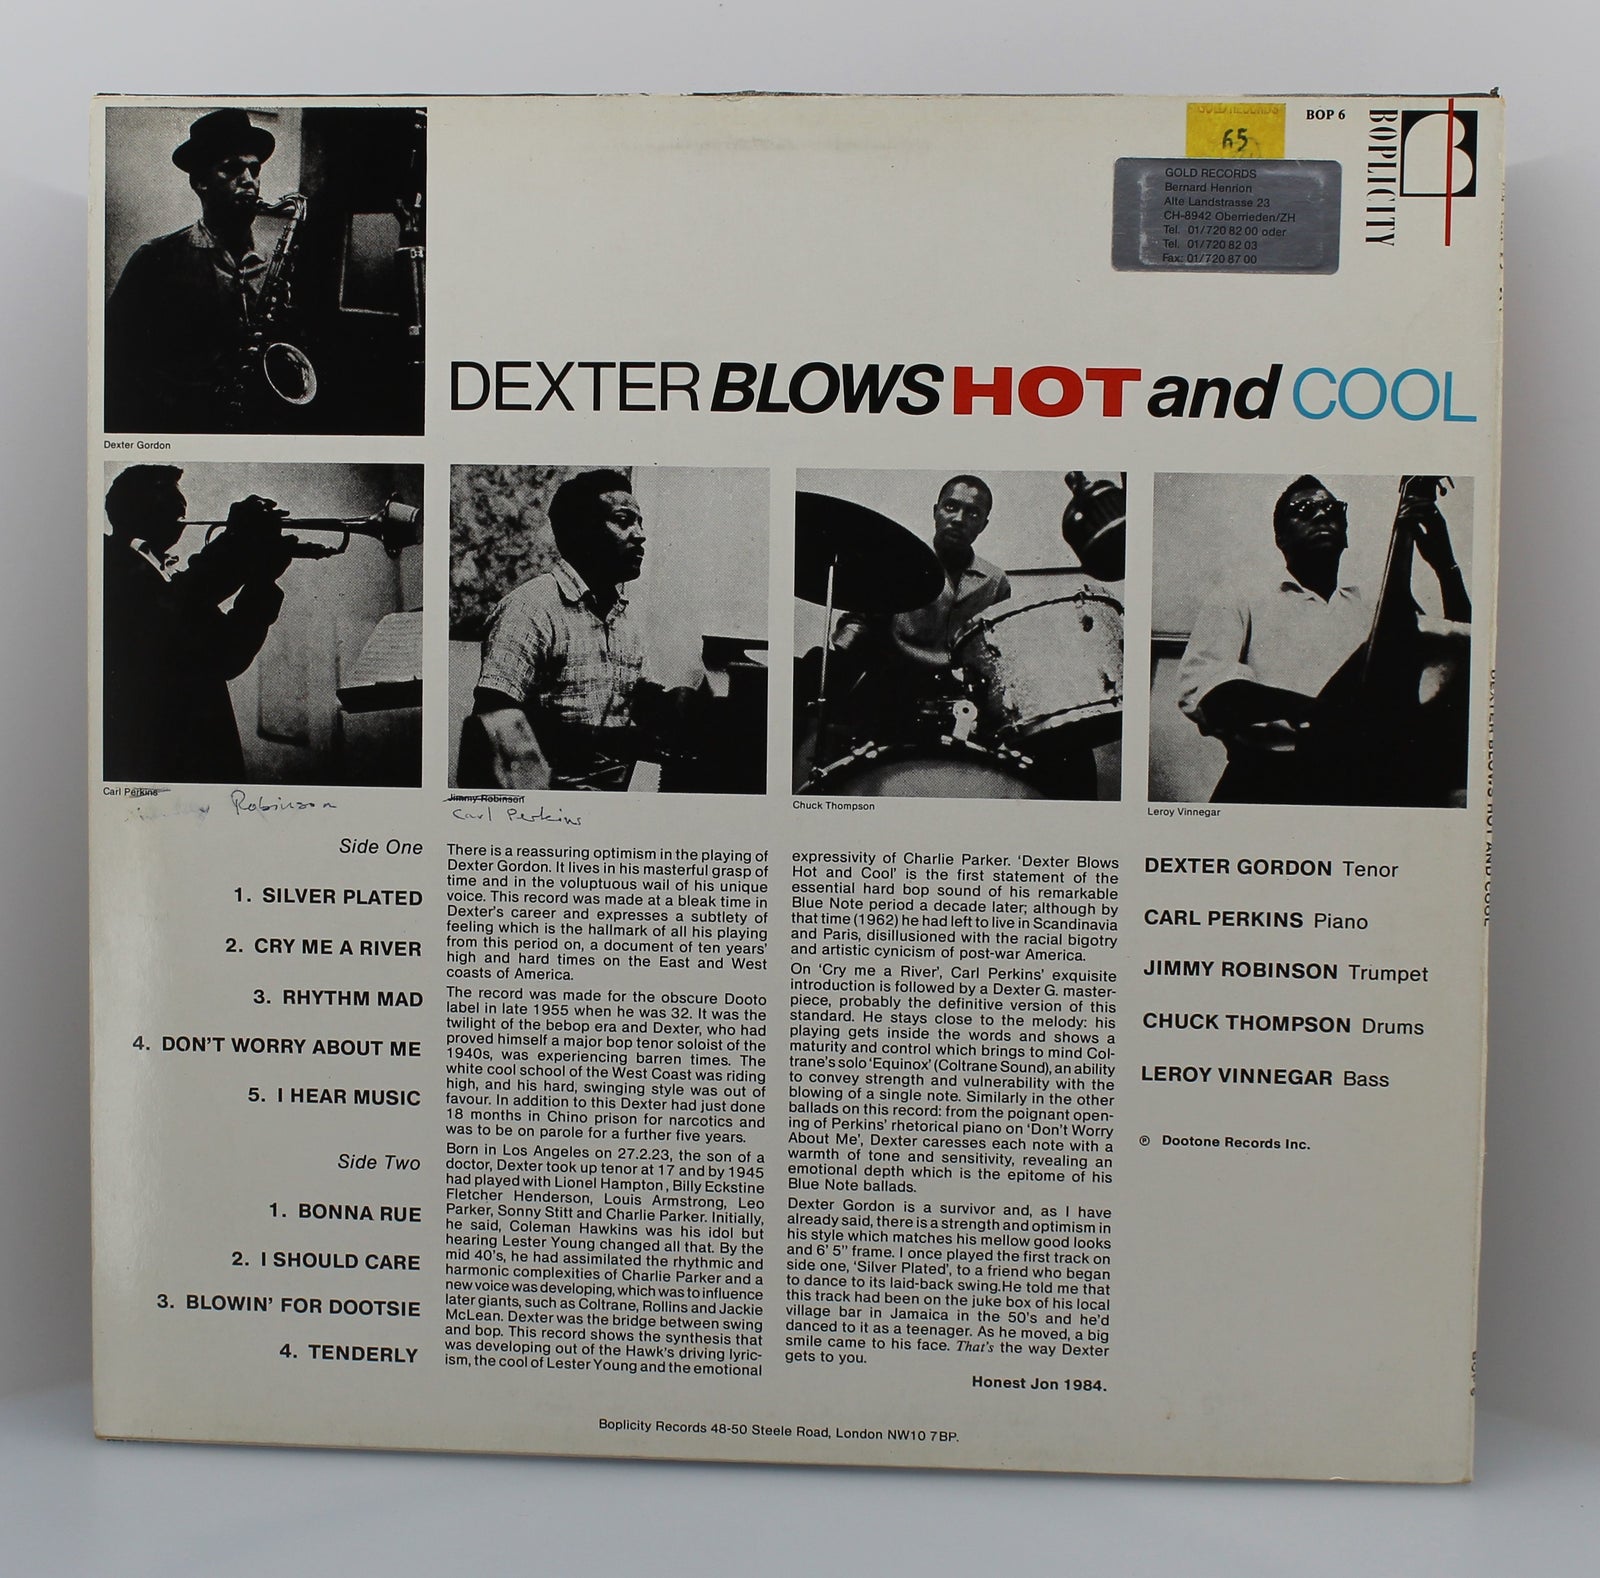 GOLD RECORDS
65
BOP 6
BOPLICITY
GOLD RECORDS
Bernard Henrion
Alte Landstrasse 23
CH-8942 Oberrieden/ZH
Tel. 01/720 82 00 oder
Tel. 01/720 82 03
Fax: 01/720 87 00
DEXTER BLOWS HOT and COOL
Dexter Gordon
Carl Perkins
Robinson
Jimmy Robinson
Carl Perkins
Chuck Thompson
Leroy Vinnegar
Side One
1. SILVER PLATED
2. CRY ME A RIVER
3. RHYTHM MAD
4. DON'T WORRY ABOUT ME
5. I HEAR MUSIC
Side Two
1. BONNA RUE
2. I SHOULD CARE
3. BLOWIN' FOR DOOTSIE
4. TENDERLY
There is a reassuring optimism in the playing of
Dexter Gordon. It lives in his masterful grasp of
time and in the voluptuous wail of his unique
voice. This record was made at a bleak time in
Dexter's career and expresses a subtlety of
feeling which is the hallmark of all his playing
from this period on, a document of ten years'
high and hard times on the East and West
coasts of America.
The record was made for the obscure Dooto
label in late 1955 when he was 32. It was the
twilight of the bebop era and Dexter, who had
proved himself a major bop tenor soloist of the
1940s, was experiencing barren times. The
white cool school of the West Coast was riding
high, and his hard, swinging style was out of
favour. In addition to this Dexter had just done
18 months in Chino prison for narcotics and
was to be on parole for a further five years.
Born in Los Angeles on 27.2.23, the son of a
doctor, Dexter took up tenor at 17 and by 1945
had played with Lionel Hampton, Billy Eckstine
Fletcher Henderson, Louis Armstrong, Leo
Parker, Sonny Stitt and Charlie Parker. Initially,
he said, Coleman Hawkins was his idol but
hearing Lester Young changed all that. By the
mid 40's, he had assimilated the rhythmic and
harmonic complexities of Charlie Parker and a
new voice was developing, which was to influence
later giants, such as Coltrane, Rollins and Jackie
McLean. Dexter was the bridge between swing
and bop. This record shows the synthesis that
was developing out of the Hawk's driving lyric-
ism, the cool of Lester Young and the emotional
expressivity of Charlie Parker. 'Dexter Blows
Hot and Cool' is the first statement of the
essential hard bop sound of his remarkable
Blue Note period a decade later; although by
that time (1962) he had left to live in Scandinavia
and Paris, disillusioned with the racial bigotry
and artistic cynicism of post-war America.
On 'Cry me a River', Carl Perkins' exquisite
introduction is followed by a Dexter G. master-
piece, probably the definitive version of this
standard. He stays close to the melody: his
playing gets inside the words and shows a
maturity and control which brings to mind Col-
trane's solo 'Equinox' (Coltrane Sound), an ability
to convey strength and vulnerability with the
blowing of a single note. Similarly in the other
ballads on this record: from the poignant open-
ing of Perkins' rhetorical piano on 'Don't Worry
About Me', Dexter caresses each note with a
warmth of tone and sensitivity, revealing an
emotional depth which is the epitome of his
Blue Note ballads.
Dexter Gordon is a survivor and, as I have
already said, there is a strength and optimism in
his style which matches his mellow good looks
and 6' 5" frame. I once played the first track on
side one, 'Silver Plated', to a friend who began
to dance to its laid-back swing.He told me that
this track had been on the juke box of his local
village bar in Jamaica in the 50's and he'd
danced to it as a teenager. As he moved, a big
smile came to his face. That's the way Dexter
gets to you.
Honest Jon 1984.
DEXTER GORDON Tenor
CARL PERKINS Piano
JIMMY ROBINSON Trumpet
CHUCK THOMPSON Drums
LEROY VINNEGAR Bass
℗ Dootone Records Inc.
Boplicity Records 48-50 Steele Road, London NW10 7BP.
DEXTER BLOWS HOT AND COOL
BOP 6